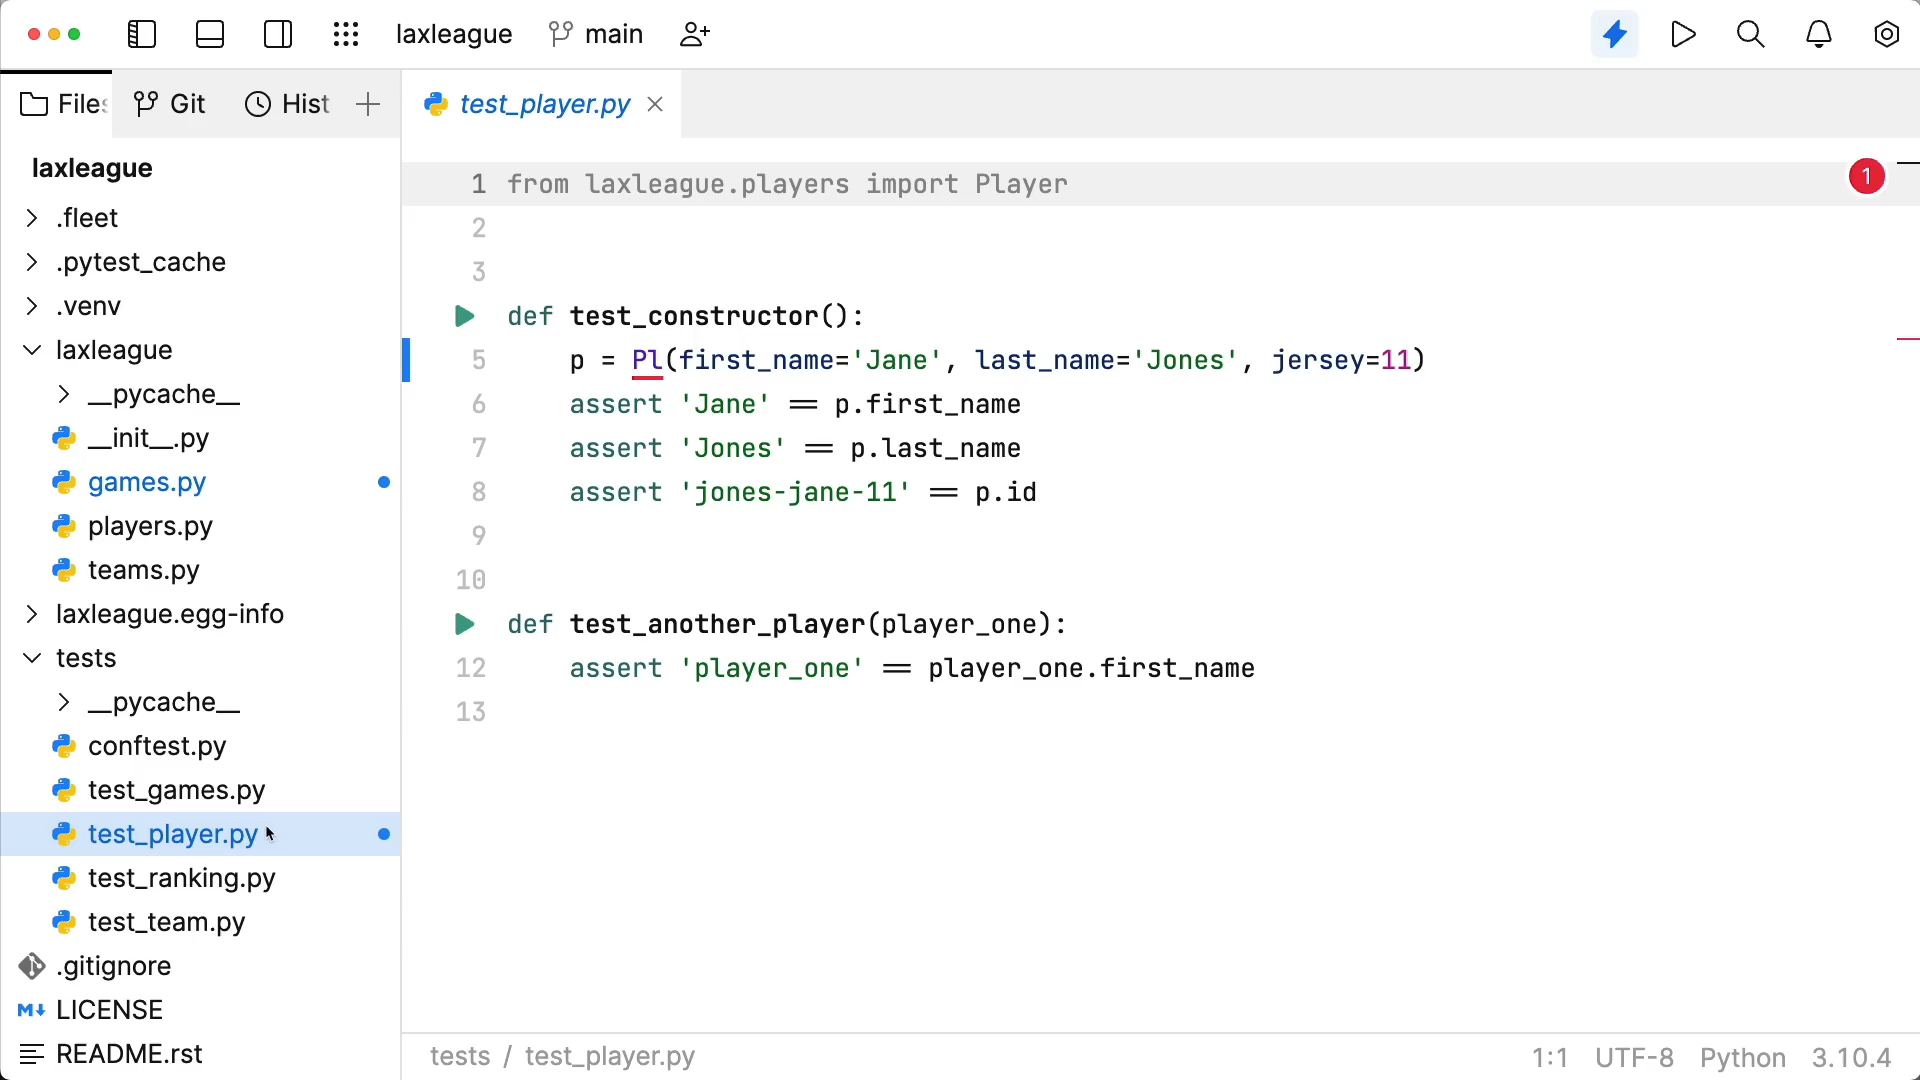 laxleague main
Files Git Hist
test_player.py
laxleague
.fleet
.pytest_cache
.venv
laxleague
__pycache__
__init__.py
games.py
players.py
teams.py
laxleague.egg-info
tests
__pycache__
conftest.py
test_games.py
test_player.py
test_ranking.py
test_team.py
.gitignore
M↓ LICENSE
README.rst
1 from laxleague.players import Player
1
2
3
def test_constructor():
5 p = Pl(first_name='Jane', last_name='Jones', jersey=11)
6 assert 'Jane' == p.first_name
7 assert 'Jones' == p.last_name
8 assert 'jones-jane-11' == p.id
9
10
def test_another_player(player_one):
12 assert 'player_one' == player_one.first_name
13
tests / test_player.py
1:1 UTF-8 Python 3.10.4